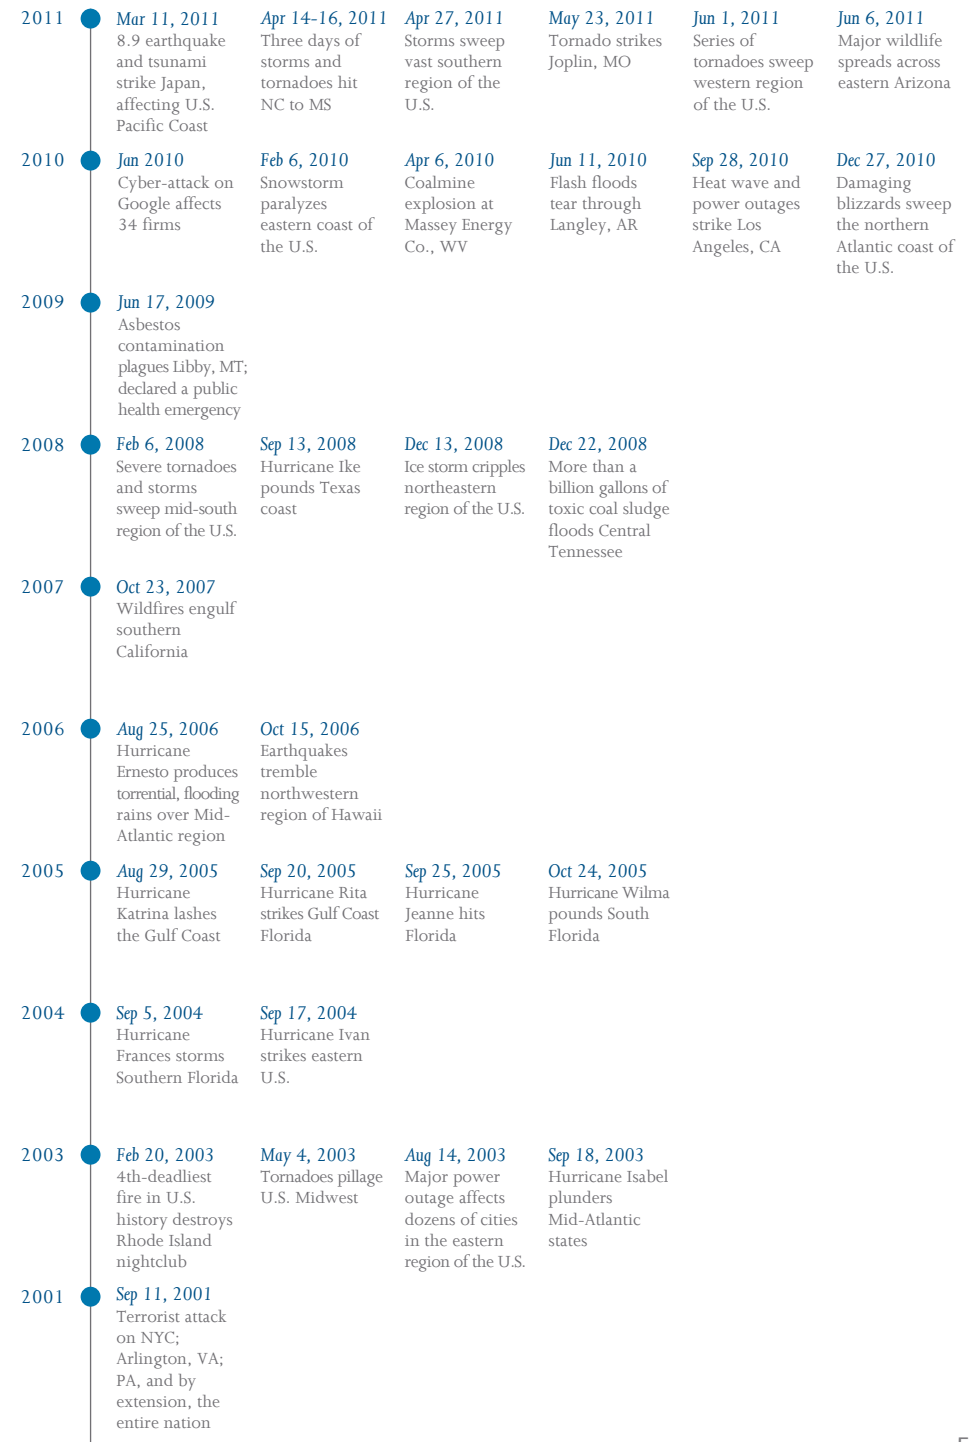 2011
Mar 11, 2011
8.9 earthquake
and tsunami
strike Japan,
affecting U.S.
Pacific Coast
Apr 14-16, 2011
Three days of
storms and
tornadoes hit
NC to MS
Apr 27, 2011
Storms sweep
vast southern
region of the
U.S.
May 23, 2011
Tornado strikes
Joplin, MO
Jun 1, 2011
Series of
tornadoes sweep
western region
of the U.S.
Jun 6, 2011
Major wildlife
spreads across
eastern Arizona
2010
Jan 2010
Cyber-attack on
Google affects
34 firms
Feb 6, 2010
Snowstorm
paralyzes
eastern coast of
the U.S.
Apr 6, 2010
Coalmine
explosion at
Massey Energy
Co., WV
Jun 11, 2010
Flash floods
tear through
Langley, AR
Sep 28, 2010
Heat wave and
power outages
strike Los
Angeles, CA
Dec 27, 2010
Damaging
blizzards sweep
the northern
Atlantic coast of
the U.S.
2009
Jun 17, 2009
Asbestos
contamination
plagues Libby, MT;
declared a public
health emergency
2008
Feb 6, 2008
Severe tornadoes
and storms
sweep mid-south
region of the U.S.
Sep 13, 2008
Hurricane Ike
pounds Texas
coast
Dec 13, 2008
Ice storm cripples
northeastern
region of the U.S.
Dec 22, 2008
More than a
billion gallons of
toxic coal sludge
floods Central
Tennessee
2007
Oct 23, 2007
Wildfires engulf
southern
California
2006
Aug 25, 2006
Hurricane
Ernesto produces
torrential, flooding
rains over Mid-
Atlantic region
Oct 15, 2006
Earthquakes
tremble
northwestern
region of Hawaii
2005
Aug 29, 2005
Hurricane
Katrina lashes
the Gulf Coast
Sep 20, 2005
Hurricane Rita
strikes Gulf Coast
Florida
Sep 25, 2005
Hurricane
Jeanne hits
Florida
Oct 24, 2005
Hurricane Wilma
pounds South
Florida
2004
Sep 5, 2004
Hurricane
Frances storms
Southern Florida
Sep 17, 2004
Hurricane Ivan
strikes eastern
U.S.
2003
Feb 20, 2003
4th-deadliest
fire in U.S.
history destroys
Rhode Island
nightclub
May 4, 2003
Tornadoes pillage
U.S. Midwest
Aug 14, 2003
Major power
outage affects
dozens of cities
in the eastern
region of the U.S.
Sep 18, 2003
Hurricane Isabel
plunders
Mid-Atlantic
states
2001
Sep 11, 2001
Terrorist attack
on NYC;
Arlington, VA;
PA, and by
extension, the
entire nation